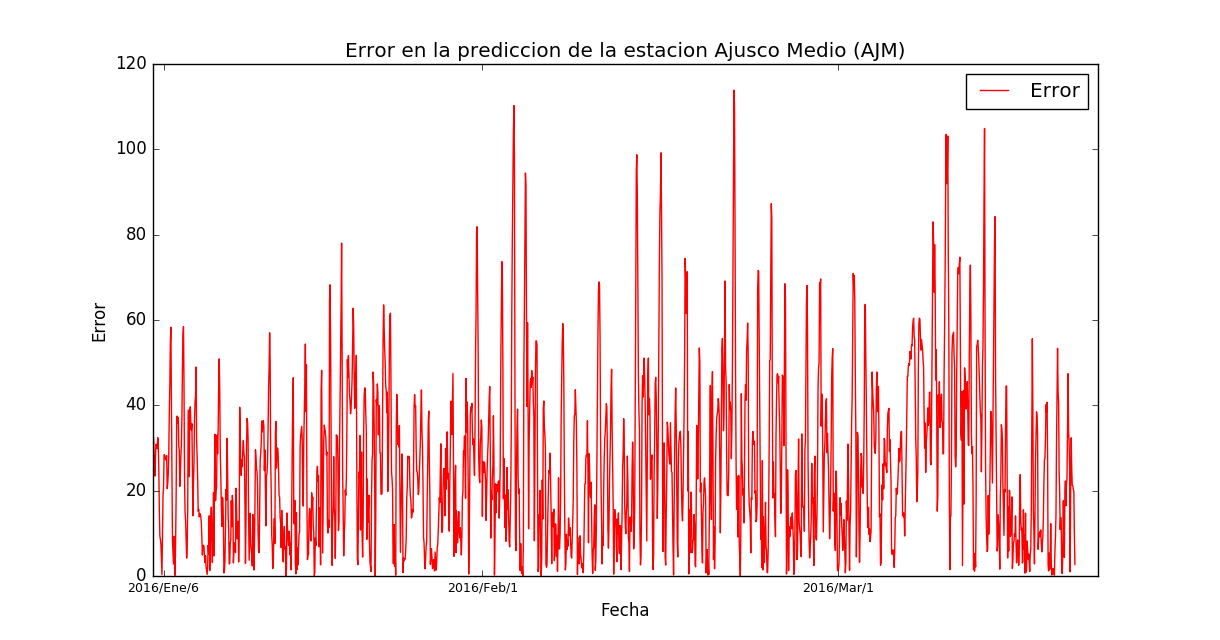 Error en la prediccion de la estacion Ajusco Medio (AJM)
120
100
80
60
40
20
0
Error
Error
2016/Ene/6
2016/Feb/1
2016/Mar/1
Fecha